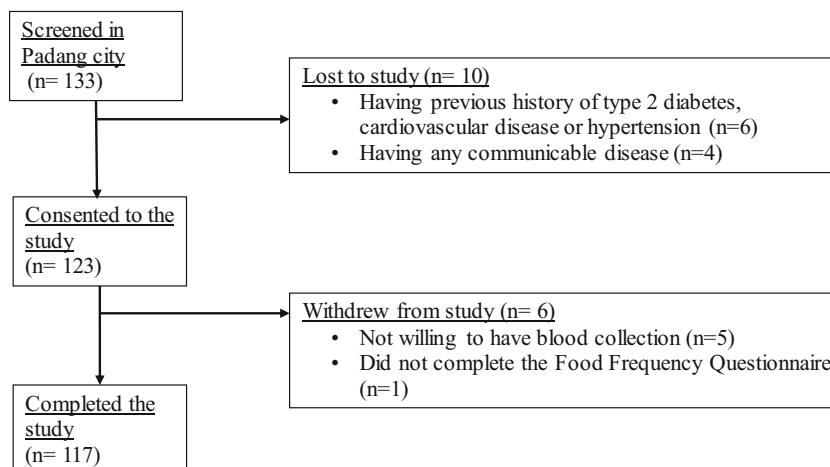 Screened in
Padang city
(n= 133)
Lost to study (n= 10)
• Having previous history of type 2 diabetes,
cardiovascular disease or hypertension (n=6)
• Having any communicable disease (n=4)
Consented to the
study
(n= 123)
Withdrew from study (n= 6)
• Not willing to have blood collection (n=5)
• Did not complete the Food Frequency Questionnaire
(n=1)
Completed the
study
(n= 117)